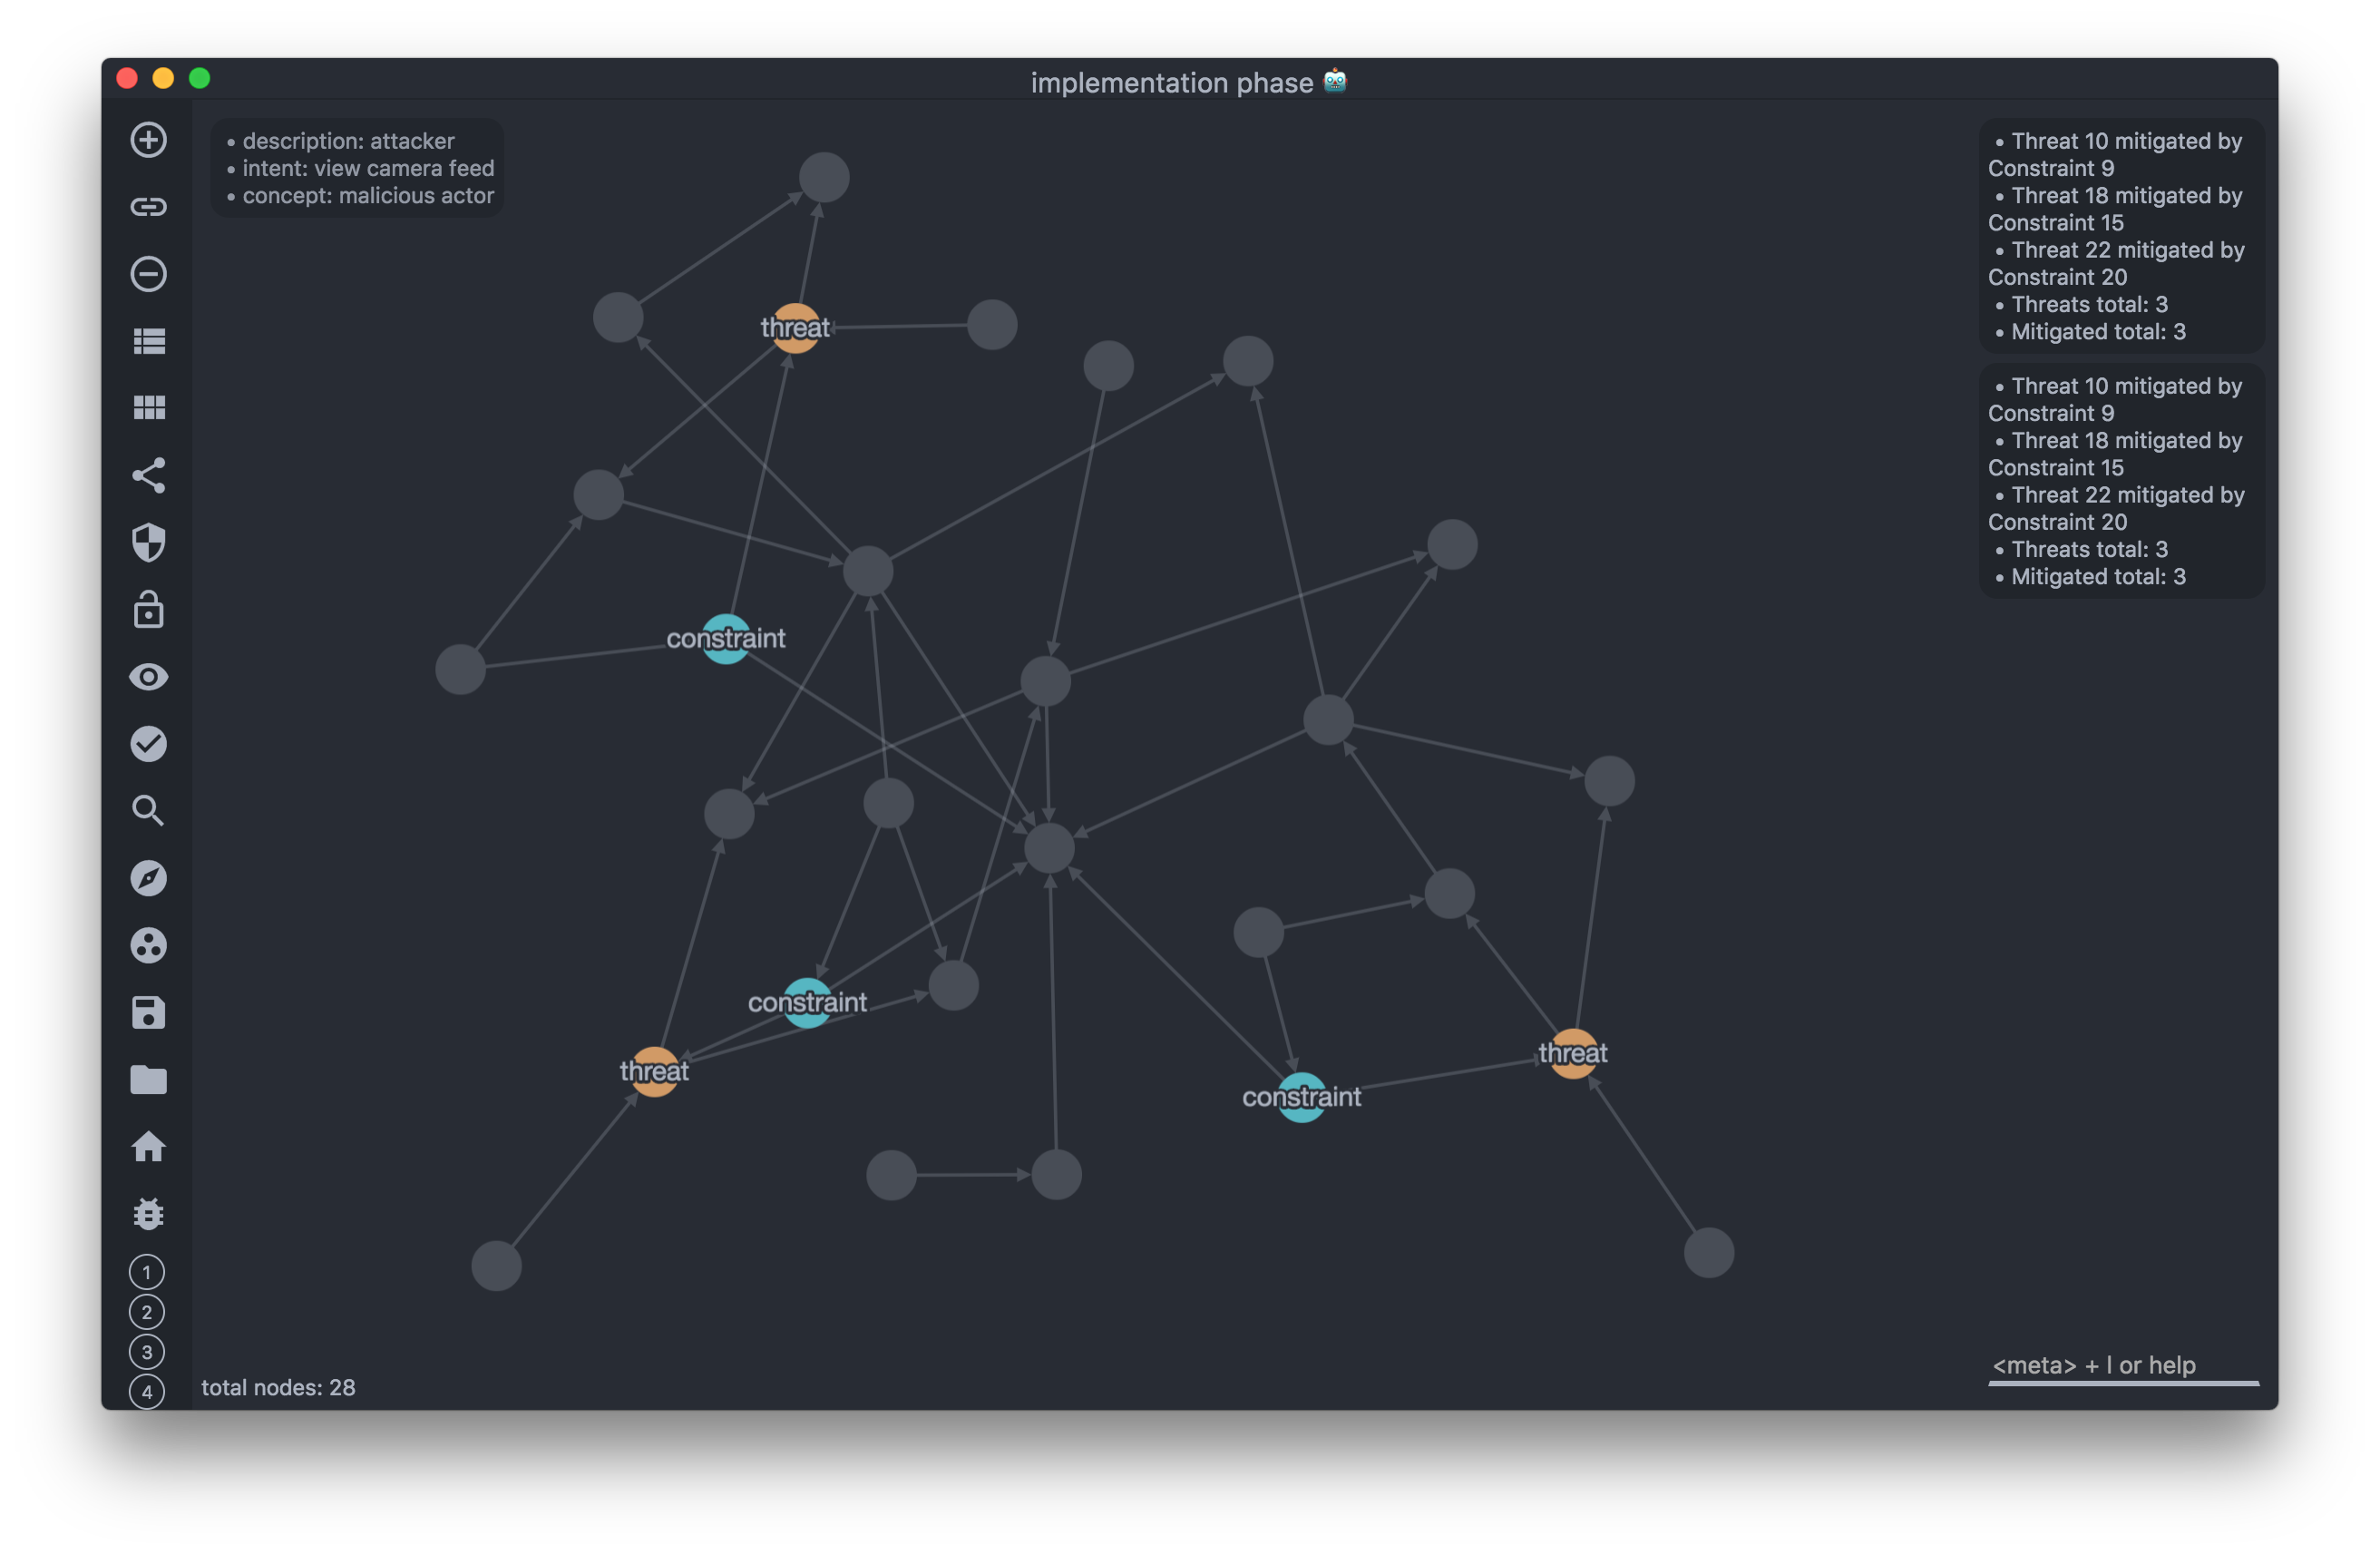 implementation phase 🤖
• description: attacker
• intent: view camera feed
• concept: malicious actor
• Threat 10 mitigated by
Constraint 9
• Threat 18 mitigated by
Constraint 15
• Threat 22 mitigated by
Constraint 20
• Threats total: 3
• Mitigated total: 3
• Threat 10 mitigated by
Constraint 9
• Threat 18 mitigated by
Constraint 15
• Threat 22 mitigated by
Constraint 20
• Threats total: 3
• Mitigated total: 3
threat
constraint
constraint
threat
threat
constraint
1
2
3
4
total nodes: 28
<meta> + l or help